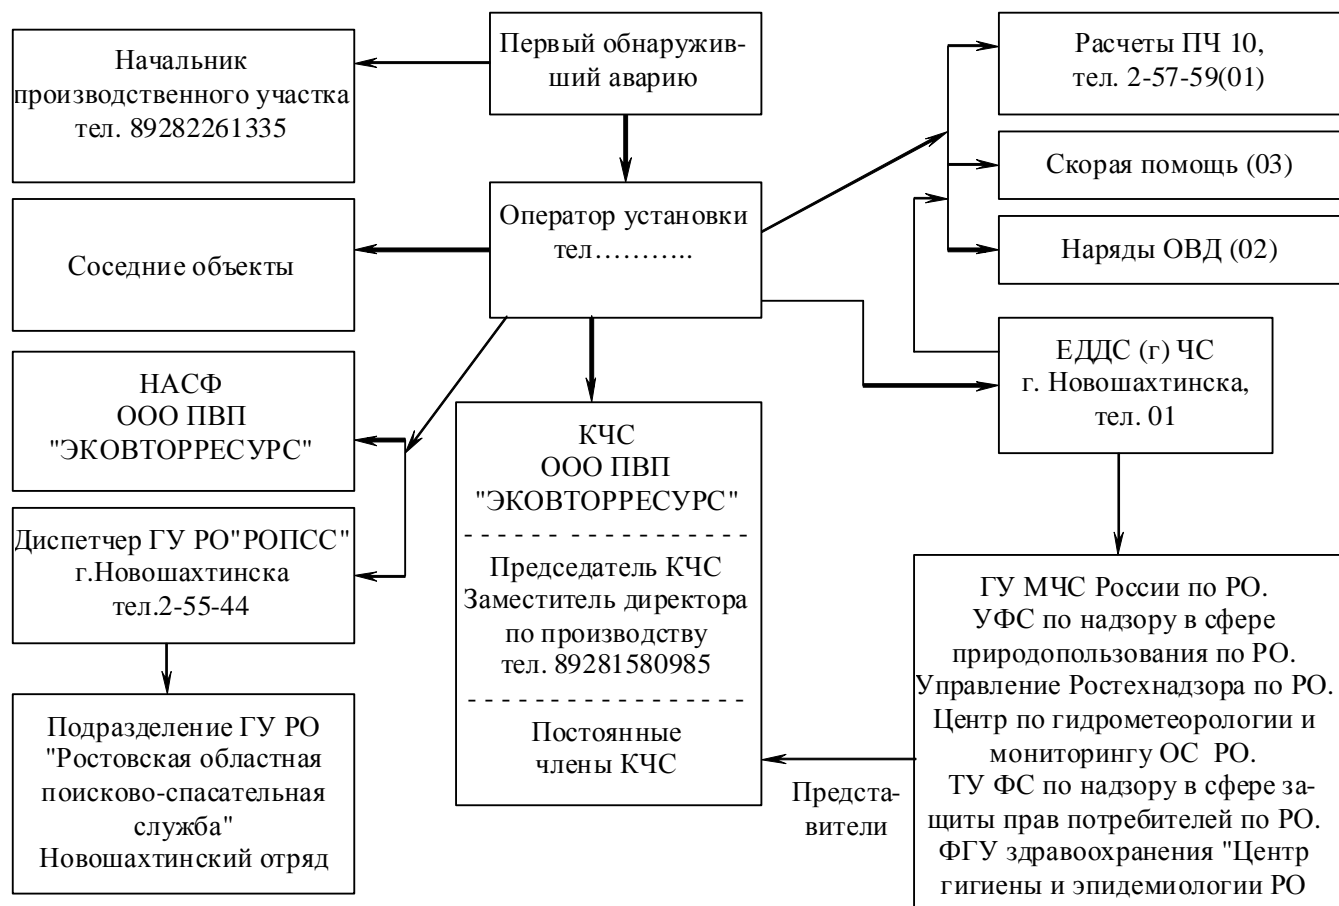 Первый обнаружив-
ший аварию
Начальник
производственного участка
тел. 89282261335
Расчеты ПЧ 10,
тел. 2-57-59(01)
Скорая помощь (03)
Наряды ОВД (02)
Оператор установки
тел………..
Соседние объекты
ЕДДС (г) ЧС
г. Новошахтинска,
тел. 01
НАСФ
ООО ПВП
"ЭКОВТОРРЕСУРС"
КЧС
ООО ПВП
"ЭКОВТОРРЕСУРС"
Председатель КЧС
Заместитель директора
по производству
тел. 89281580985
Постоянные
члены КЧС
Диспетчер ГУ РО"РОПСС"
г.Новошахтинска
тел.2-55-44
Подразделение ГУ РО
"Ростовская областная
поисково-спасательная
служба"
Новошахтинский отряд
Предста-
вители
ГУ МЧС России по РО.
УФС по надзору в сфере
природопользования по РО.
Управление Ростехнадзора по РО.
Центр по гидрометеорологии и
мониторингу ОС РО.
ТУ ФС по надзору в сфере за-
щиты прав потребителей по РО.
ФГУ здравоохранения "Центр
гигиены и эпидемиологии РО